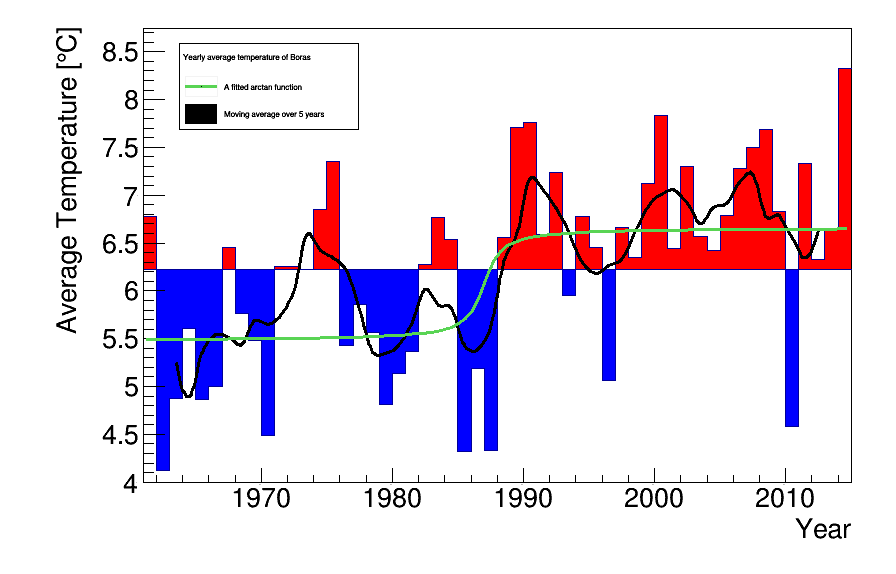 Average Temperature [°C]
8.5
8
7.5
7
6.5
6
5.5
5
4.5
4
Yearly average temperature of Boras
A fitted arctan function
Moving average over 5 years
1970 1980 1990 2000 2010
Year